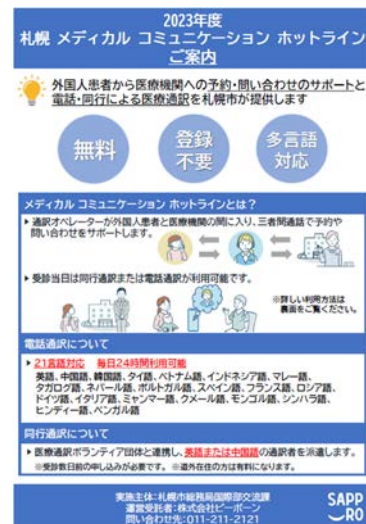 2023年度
札幌 メディカル コミュニケーション ホットライン
ご案内
外国人患者から医療機関への予約・問い合わせのサポートと
電話・同行による医療通訳を札幌市が提供します
無料
登録
不要
多言語
対応
メディカル コミュニケーション ホットラインとは？
▶ 通訳オペレーターが外国人患者と医療機関の間に入り、三者間通話で予約や
問い合わせをサポートします。
▶ 受診当日は同行通訳または電話通訳が利用可能です。
※詳しい利用方法は
裏面をご覧ください。
電話通訳について
▶ 21言語対応 毎日24時間利用可能
英語、中国語、韓国語、タイ語、ベトナム語、インドネシア語、マレー語、
タガログ語、ネパール語、ポルトガル語、スペイン語、フランス語、ロシア語、
ドイツ語、イタリア語、ミャンマー語、クメール語、モンゴル語、シンハラ語、
ヒンディー語、ベンガル語
同行通訳について
▶ 医療通訳ボランティア団体と連携し、英語または中国語の通訳者を派遣します。
※受診数日前の申し込みが必要です。 ※道外在住の方は有料になります。
実施主体：札幌市総務局国際部交流課
運営受託者：株式会社ビーボーン
問い合わせ先：011-211-2121
SAPP
RO